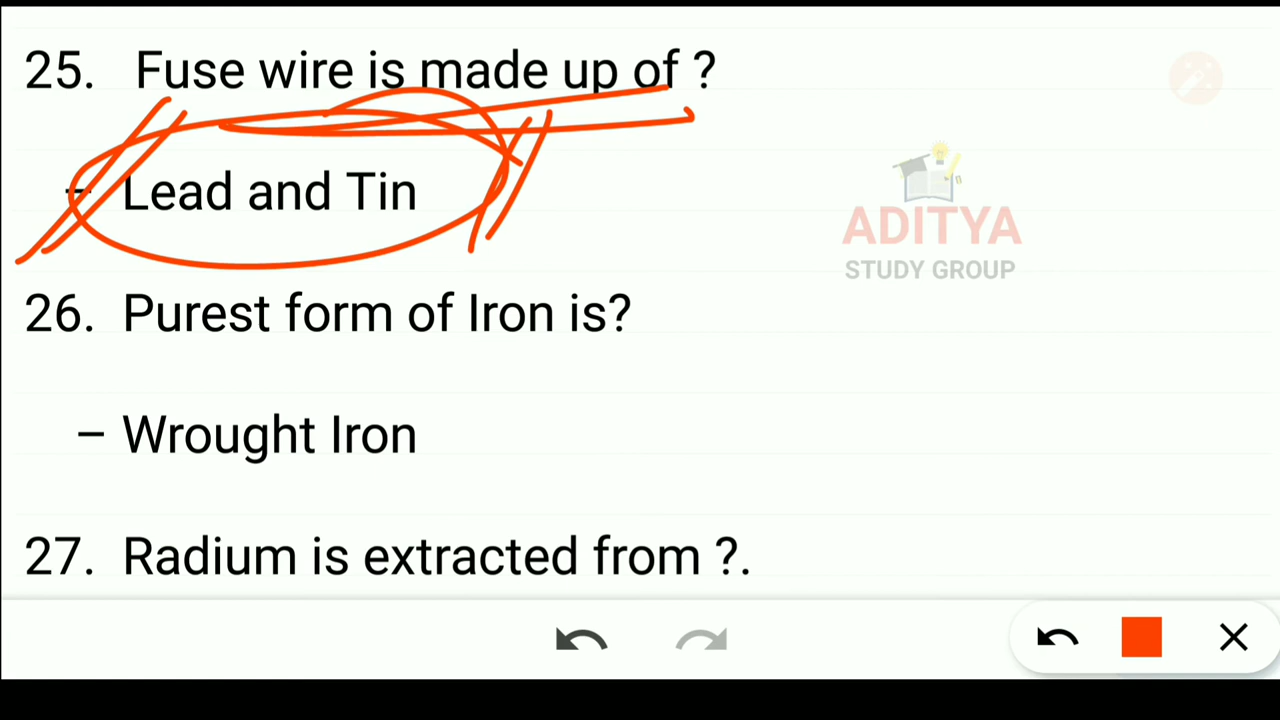 25. Fuse wire is made up of ?
– Lead and Tin
ADITYA
STUDY GROUP
26. Purest form of Iron is?
– Wrought Iron
27. Radium is extracted from ?.